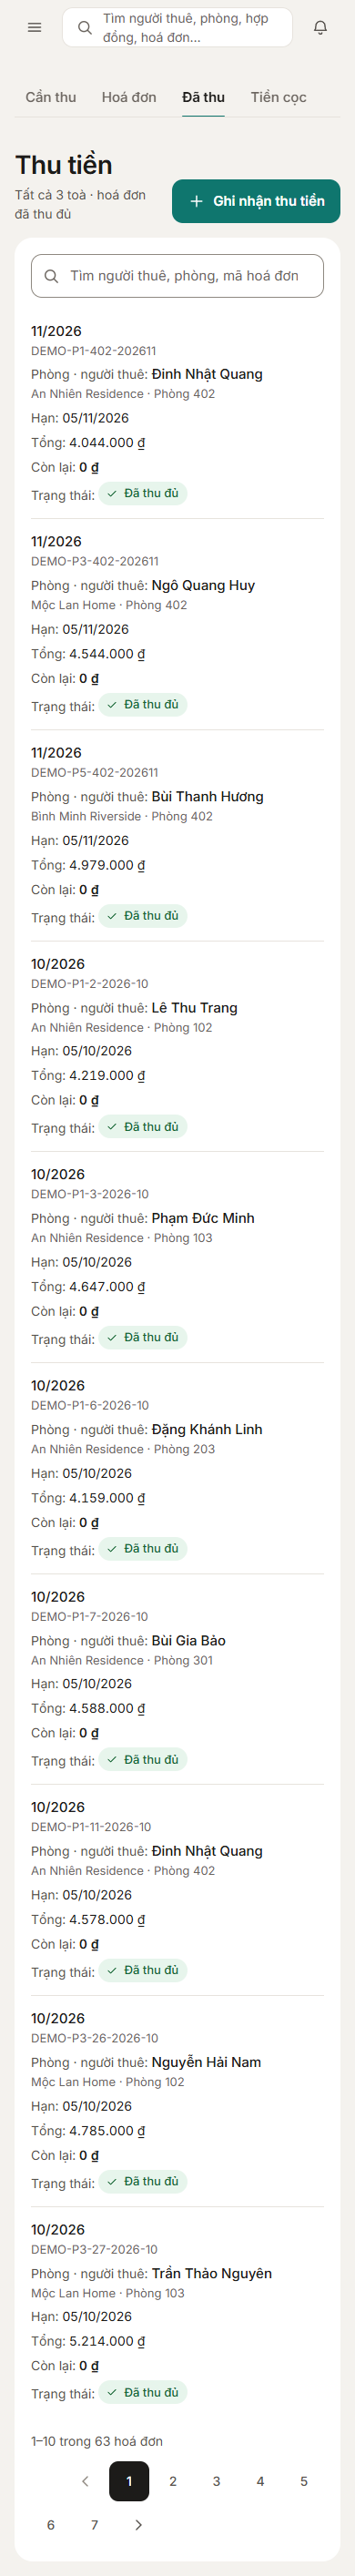 Tìm người thuê, phòng, hợp
đồng, hoá đơn...
Cần thu
Hoá đơn
Đã thu
Tiền cọc
Thu tiền
Tất cả 3 toà · hoá đơn
đã thu đủ
Ghi nhận thu tiền
Tìm người thuê, phòng, mã hoá đơn
11/2026
DEMO-P1-402-202611
Phòng · người thuê: Đinh Nhật Quang
An Nhiên Residence · Phòng 402
Hạn: 05/11/2026
Tổng: 4.044.000 ₫
Còn lại: 0 ₫
Trạng thái: Đã thu đủ
11/2026
DEMO-P3-402-202611
Phòng · người thuê: Ngô Quang Huy
Mộc Lan Home · Phòng 402
Hạn: 05/11/2026
Tổng: 4.544.000 ₫
Còn lại: 0 ₫
Trạng thái: Đã thu đủ
11/2026
DEMO-P5-402-202611
Phòng · người thuê: Bùi Thanh Hương
Bình Minh Riverside · Phòng 402
Hạn: 05/11/2026
Tổng: 4.979.000 ₫
Còn lại: 0 ₫
Trạng thái: Đã thu đủ
10/2026
DEMO-P1-2-2026-10
Phòng · người thuê: Lê Thu Trang
An Nhiên Residence · Phòng 102
Hạn: 05/10/2026
Tổng: 4.219.000 ₫
Còn lại: 0 ₫
Trạng thái: Đã thu đủ
10/2026
DEMO-P1-3-2026-10
Phòng · người thuê: Phạm Đức Minh
An Nhiên Residence · Phòng 103
Hạn: 05/10/2026
Tổng: 4.647.000 ₫
Còn lại: 0 ₫
Trạng thái: Đã thu đủ
10/2026
DEMO-P1-6-2026-10
Phòng · người thuê: Đặng Khánh Linh
An Nhiên Residence · Phòng 203
Hạn: 05/10/2026
Tổng: 4.159.000 ₫
Còn lại: 0 ₫
Trạng thái: Đã thu đủ
10/2026
DEMO-P1-7-2026-10
Phòng · người thuê: Bùi Gia Bảo
An Nhiên Residence · Phòng 301
Hạn: 05/10/2026
Tổng: 4.588.000 ₫
Còn lại: 0 ₫
Trạng thái: Đã thu đủ
10/2026
DEMO-P1-11-2026-10
Phòng · người thuê: Đinh Nhật Quang
An Nhiên Residence · Phòng 402
Hạn: 05/10/2026
Tổng: 4.578.000 ₫
Còn lại: 0 ₫
Trạng thái: Đã thu đủ
10/2026
DEMO-P3-26-2026-10
Phòng · người thuê: Nguyễn Hải Nam
Mộc Lan Home · Phòng 102
Hạn: 05/10/2026
Tổng: 4.785.000 ₫
Còn lại: 0 ₫
Trạng thái: Đã thu đủ
10/2026
DEMO-P3-27-2026-10
Phòng · người thuê: Trần Thảo Nguyên
Mộc Lan Home · Phòng 103
Hạn: 05/10/2026
Tổng: 5.214.000 ₫
Còn lại: 0 ₫
Trạng thái: Đã thu đủ
1–10 trong 63 hoá đơn
1 2 3 4 5
6 7